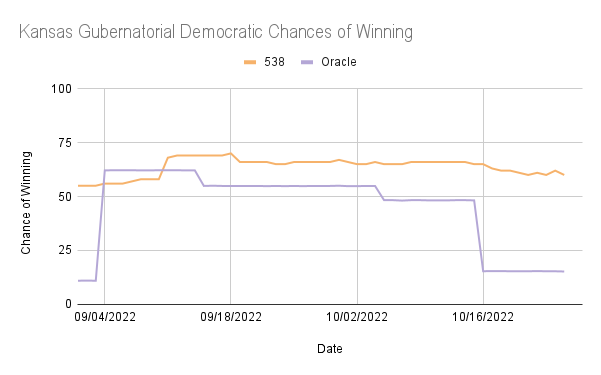 Kansas Gubernatorial Democratic Chances of Winning
538 Oracle
100
75
50
25
0
Chance of Winning
09/04/2022 09/18/2022 10/02/2022 10/16/2022
Date